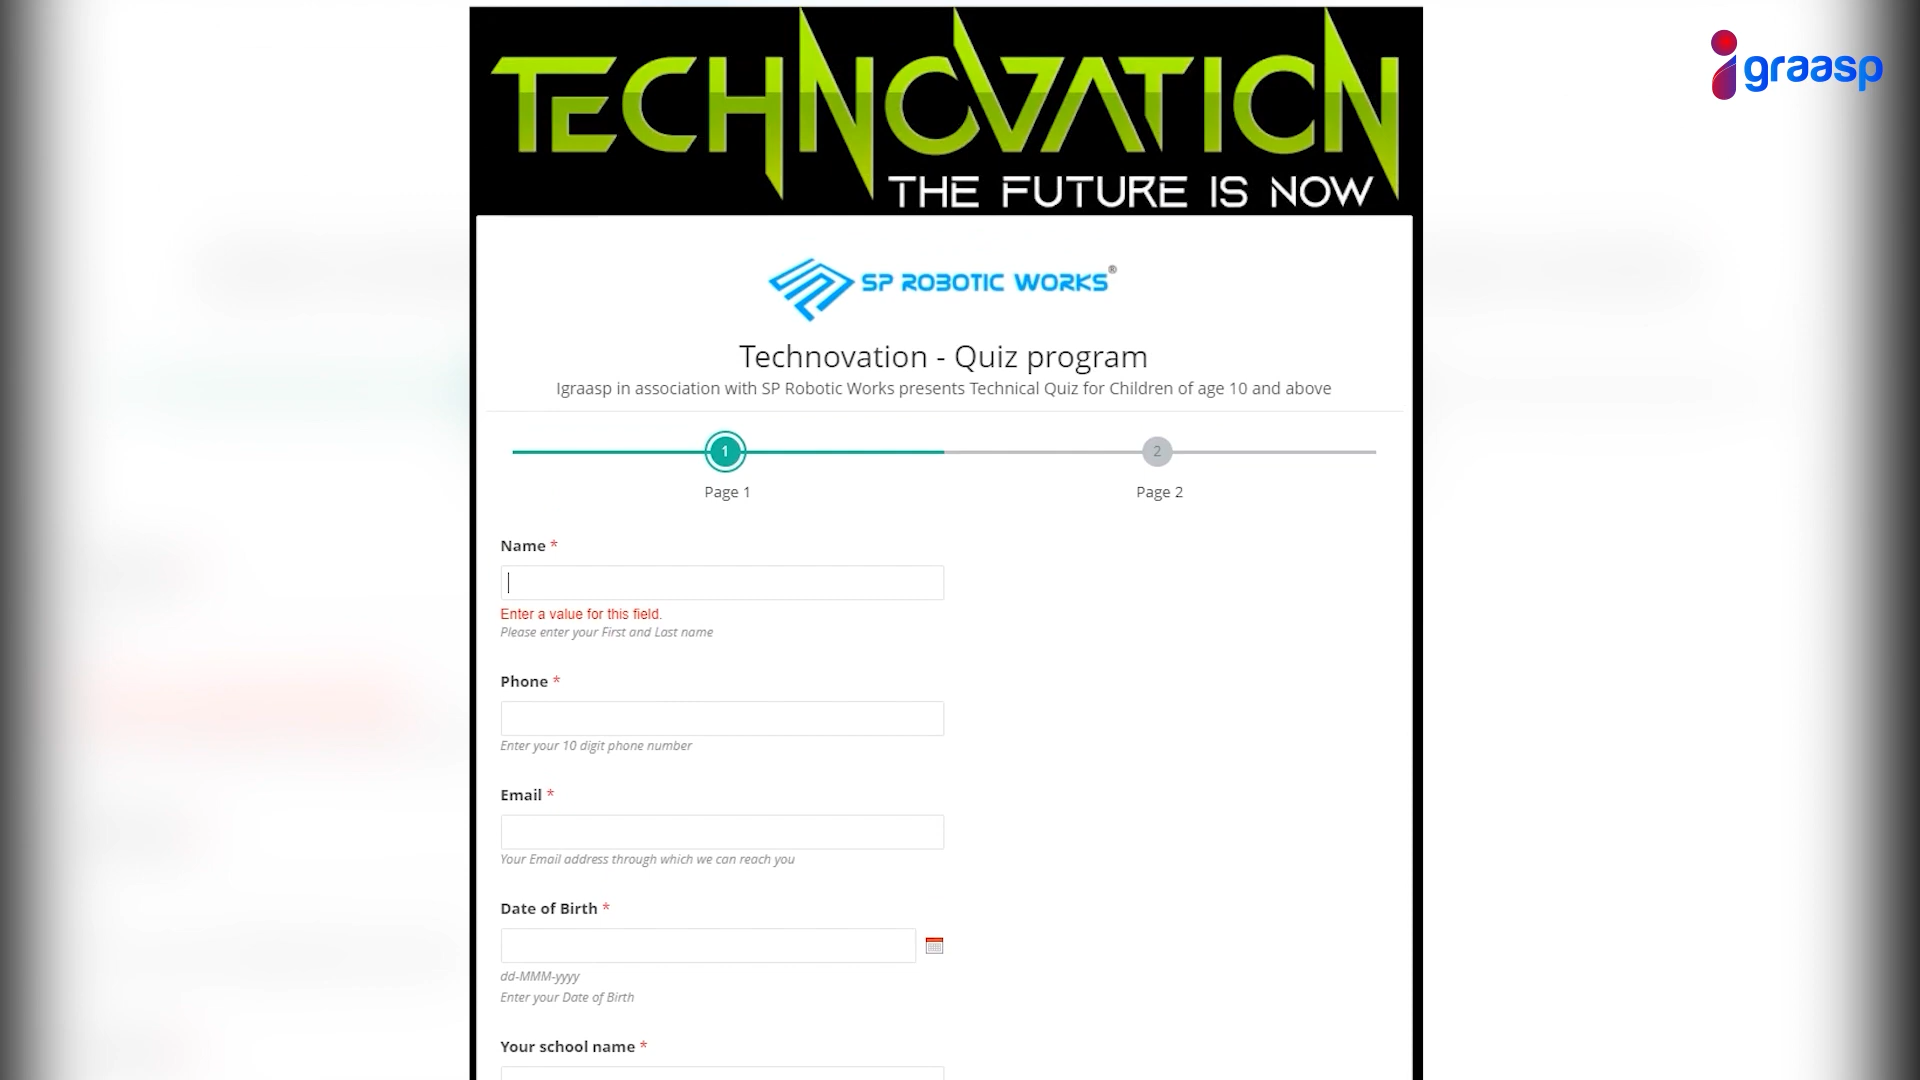 TECHNOVATION
THE FUTURE IS NOW
igraasp
SP ROBOTIC WORKS®
Technovation - Quiz program
Igraasp in association with SP Robotic Works presents Technical Quiz for Children of age 10 and above
1
2
Page 1
Page 2
Name *
Enter a value for this field.
Please enter your First and Last name
Phone *
Enter your 10 digit phone number
Email *
Your Email address through which we can reach you
Date of Birth *
dd-MMM-yyyy
Enter your Date of Birth
Your school name *